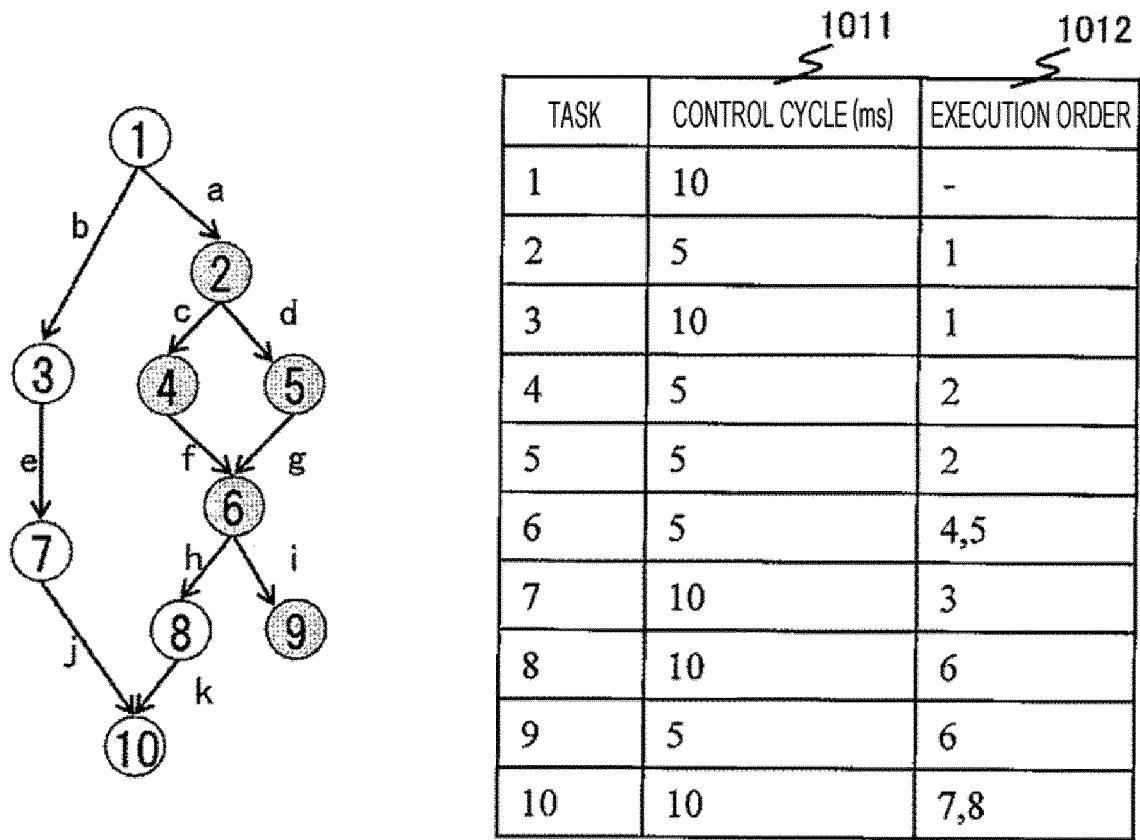 1011
1012
TASK CONTROL CYCLE (ms) EXECUTION ORDER
1 10 -
2 5 1
3 10 1
4 5 2
5 5 2
6 5 4,5
7 10 3
8 10 6
9 5 6
10 10 7,8
1
b a
2
c d
3 4 5
e f g
6
7 h i
8 9
j k
10